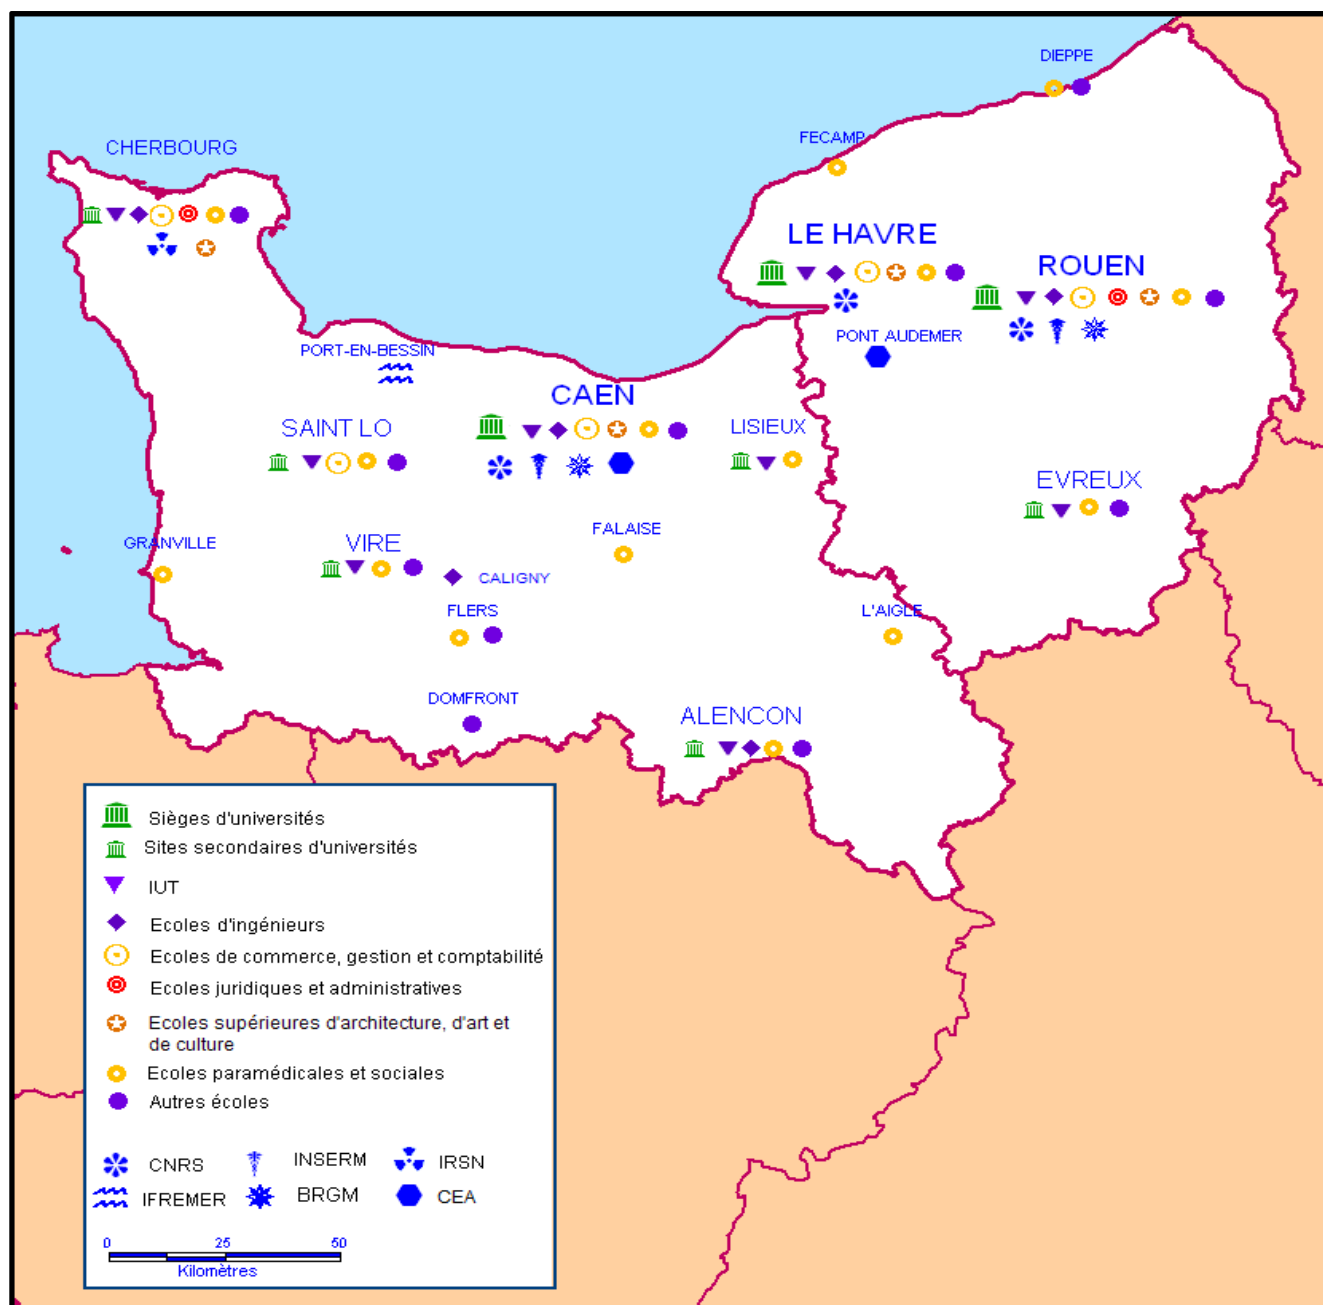 DIEPPE
FECAMP
CHERBOURG
LE HAVRE
ROUEN
PONT AUDEMER
PORT-EN-BESSIN
CAEN
SAINT LO
LISIEUX
EVREUX
FALAISE
GRANVILLE
VIRE
CALIGNY
FLERS
L'AIGLE
DOMFRONT
ALENCON
Sièges d'universités
Sites secondaires d'universités
IUT
Ecoles d'ingénieurs
Ecoles de commerce, gestion et comptabilité
Ecoles juridiques et administratives
Ecoles supérieures d'architecture, d'art et
de culture
Ecoles paramédicales et sociales
Autres écoles
CNRS INSERM IRSN
IFREMER BRGM CEA
0 25 50
Kilomètres